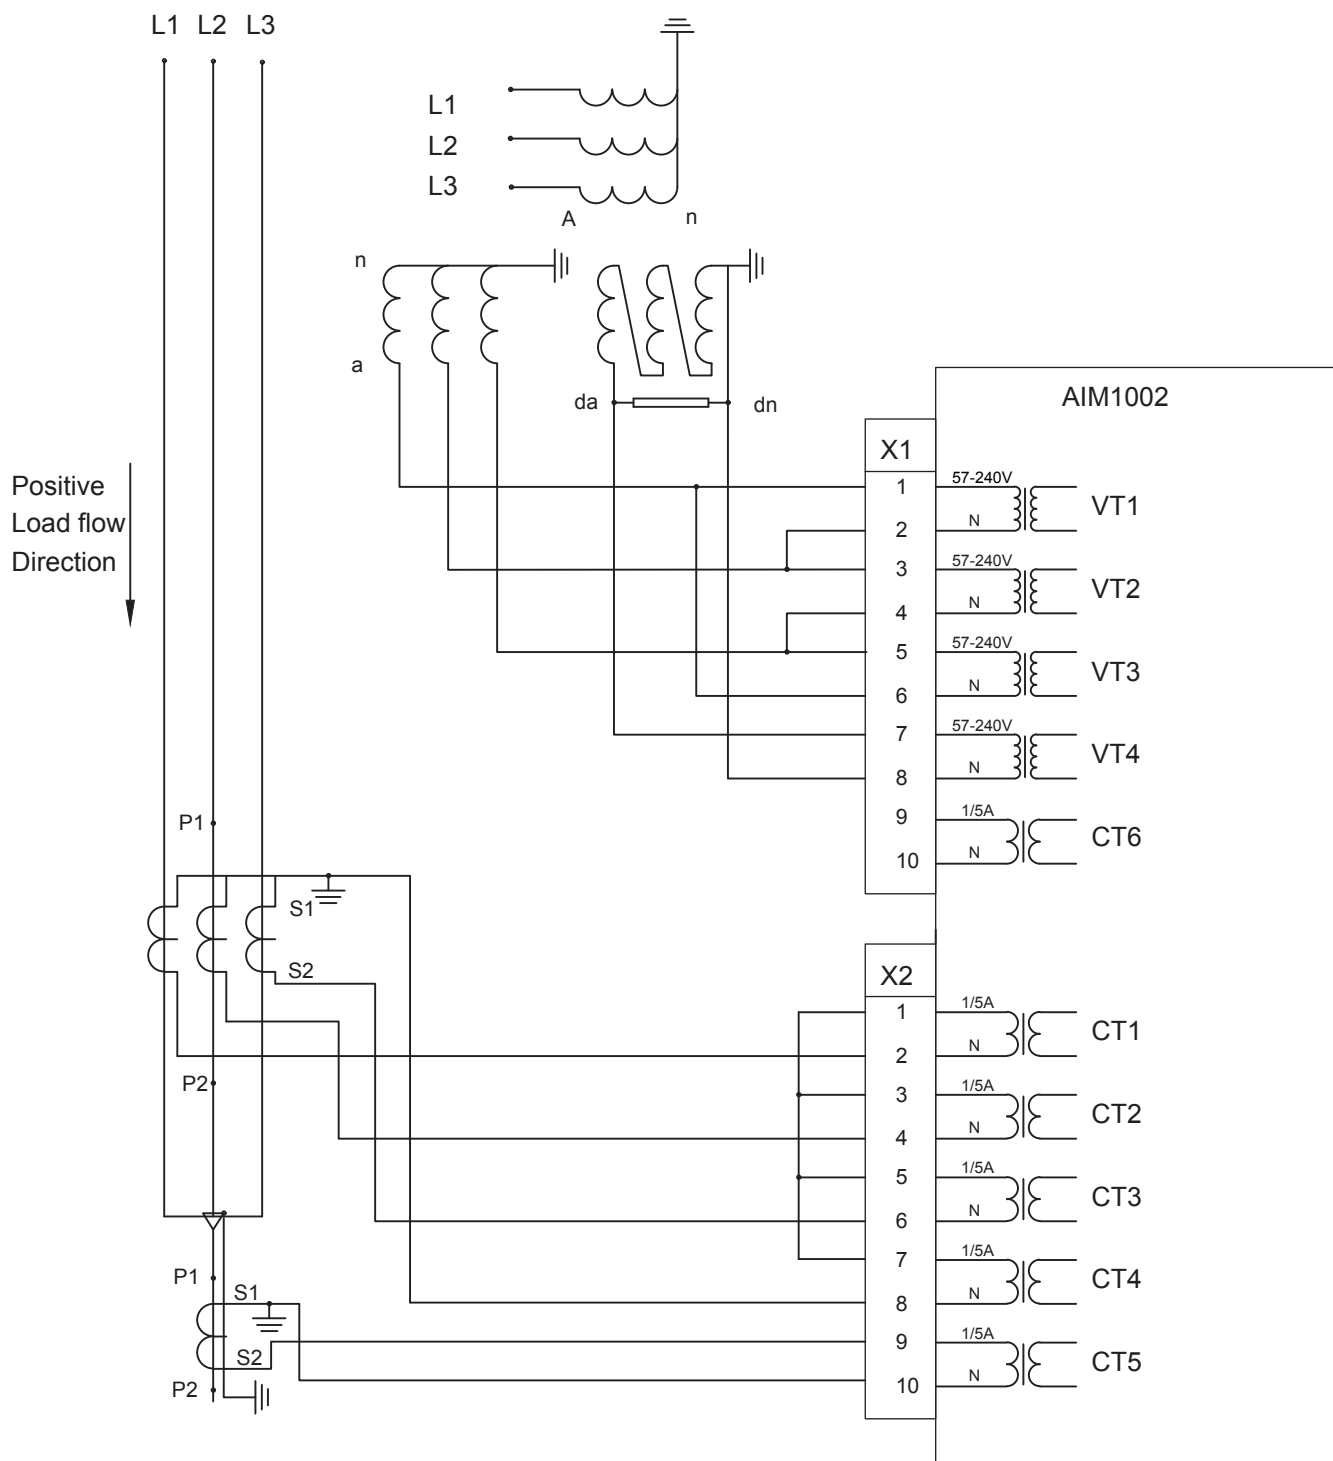 L1 L2 L3
L1
L2
L3
A n
n
a
da dn
AIM1002
Positive
Load flow
Direction
X1
1 57-240V
VT1
2 N
3 57-240V
VT2
4 N
5 57-240V
VT3
6 N
7 57-240V
VT4
8 N
9 1/5A
CT6
10 N
P1
S1
S2
P2
X2
1 1/5A
CT1
2 N
3 1/5A
CT2
4 N
5 1/5A
CT3
6 N
7 1/5A
CT4
8 N
9 1/5A
CT5
10 N
P1
S1
S2
P2